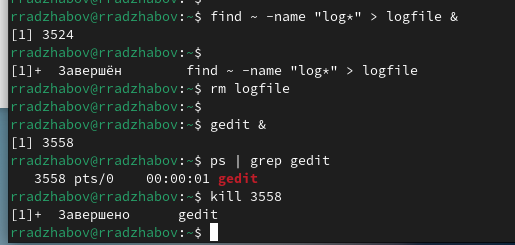 rradzhabov@rradzhabov:~$ find ~ -name "log*" > logfile &
[1] 3524
rradzhabov@rradzhabov:~$
[1]+  Завершён        find ~ -name "log*" > logfile
rradzhabov@rradzhabov:~$ rm logfile
rradzhabov@rradzhabov:~$
rradzhabov@rradzhabov:~$ gedit &
[1] 3558
rradzhabov@rradzhabov:~$ ps | grep gedit
   3558 pts/0    00:00:01 gedit
rradzhabov@rradzhabov:~$ kill 3558
[1]+  Завершено      gedit
rradzhabov@rradzhabov:~$